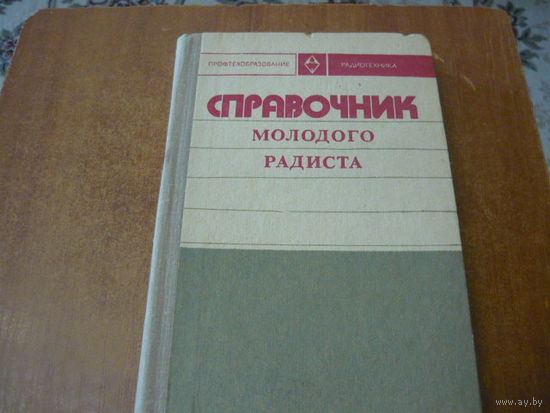 ПРОФТЕХОБРАЗОВАНИЕ РАДИОТЕХНИКА
СПРАВОЧНИК
МОЛОДОГО
РАДИСТА
© www.ay.by